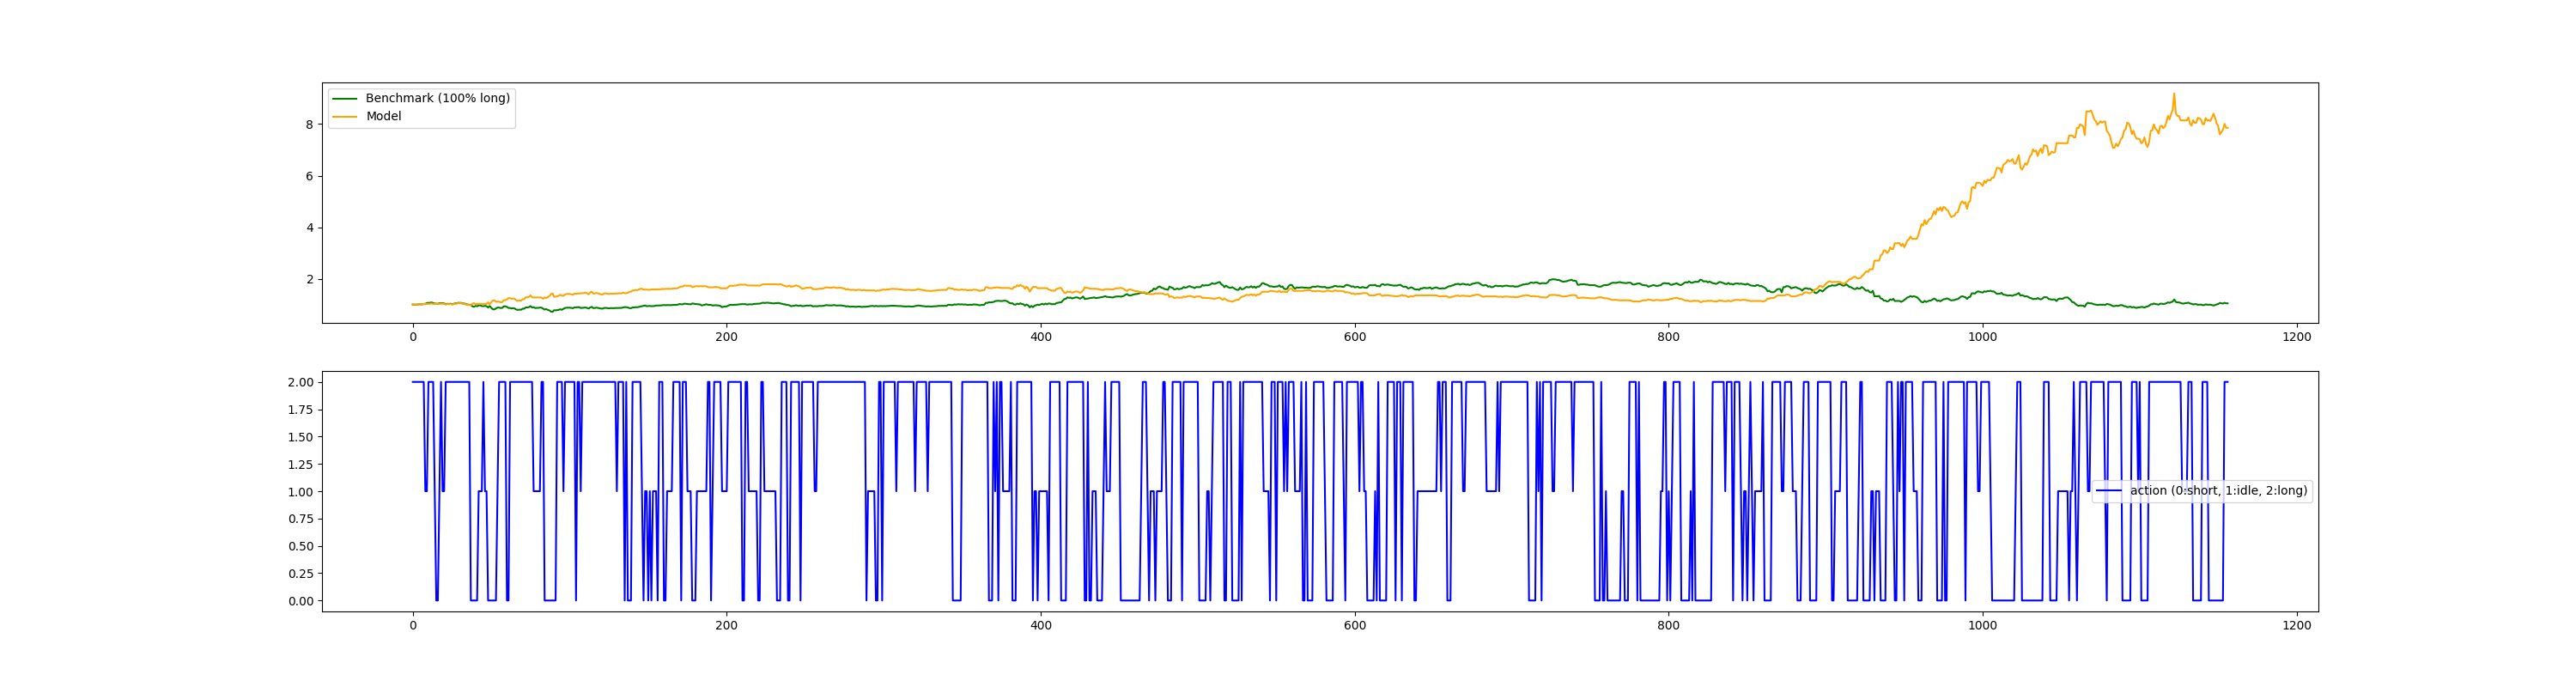 Benchmark (100% long)
Model
8
6
4
2
0 200 400 600 800 1000 1200
2.00
1.75
1.50
1.25
1.00
0.75
0.50
0.25
0.00
action (0:short, 1:idle, 2:long)
0 200 400 600 800 1000 1200